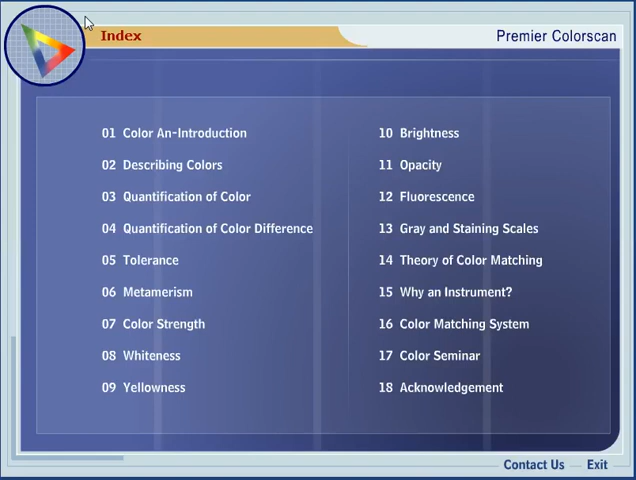 Index
Premier Colorscan
01 Color An-Introduction
02 Describing Colors
03 Quantification of Color
04 Quantification of Color Difference
05 Tolerance
06 Metamerism
07 Color Strength
08 Whiteness
09 Yellowness
10 Brightness
11 Opacity
12 Fluorescence
13 Gray and Staining Scales
14 Theory of Color Matching
15 Why an Instrument?
16 Color Matching System
17 Color Seminar
18 Acknowledgement
Contact Us — Exit